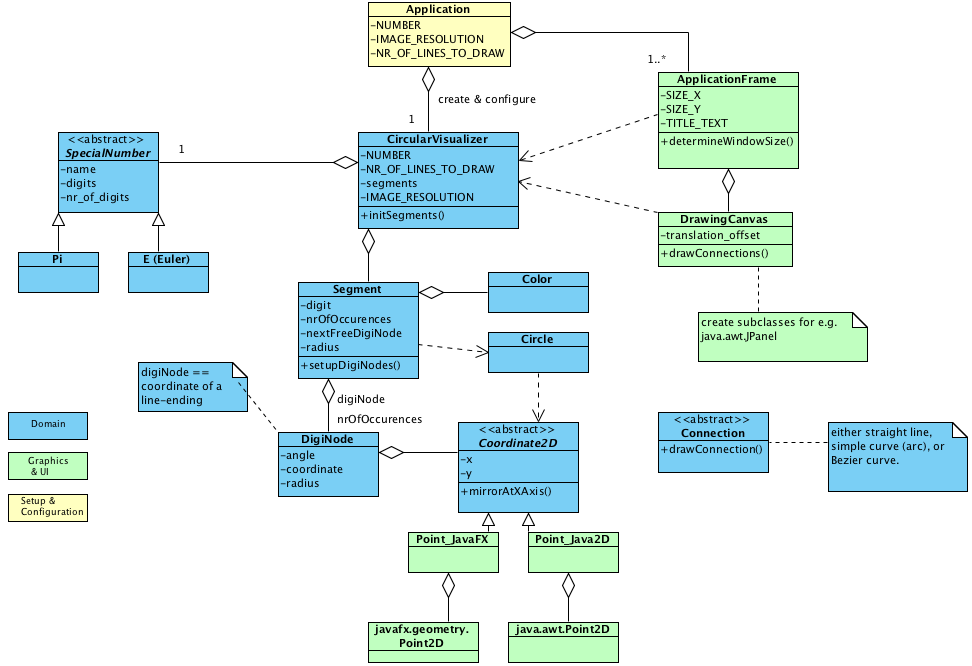 Application
-NUMBER
-IMAGE_RESOLUTION
-NR_OF_LINES_TO_DRAW
1..*
create & configure
1
ApplicationFrame
-SIZE_X
-SIZE_Y
-TITLE_TEXT
+determineWindowSize()
<<abstract>>
SpecialNumber
-name
-digits
-nr_of_digits
1
CircularVisualizer
-NUMBER
-NR_OF_LINES_TO_DRAW
-segments
-IMAGE_RESOLUTION
+initSegments()
DrawingCanvas
-translation_offset
+drawConnections()
Pi
E (Euler)
Segment
-digit
-nrOfOccurences
-nextFreeDigiNode
-radius
+setupDigiNodes()
Color
Circle
create subclasses for e.g.
java.awt.JPanel
digiNode ==
coordinate of a
line-ending
digiNode
nrOfOccurences
Domain
Graphics
& UI
Setup &
Configuration
DigiNode
-angle
-coordinate
-radius
<<abstract>>
Coordinate2D
-x
-y
+mirrorAtXAxis()
<<abstract>>
Connection
+drawConnection()
either straight line,
simple curve (arc), or
Bezier curve.
Point_JavaFX
Point_Java2D
javafx.geometry.
Point2D
java.awt.Point2D